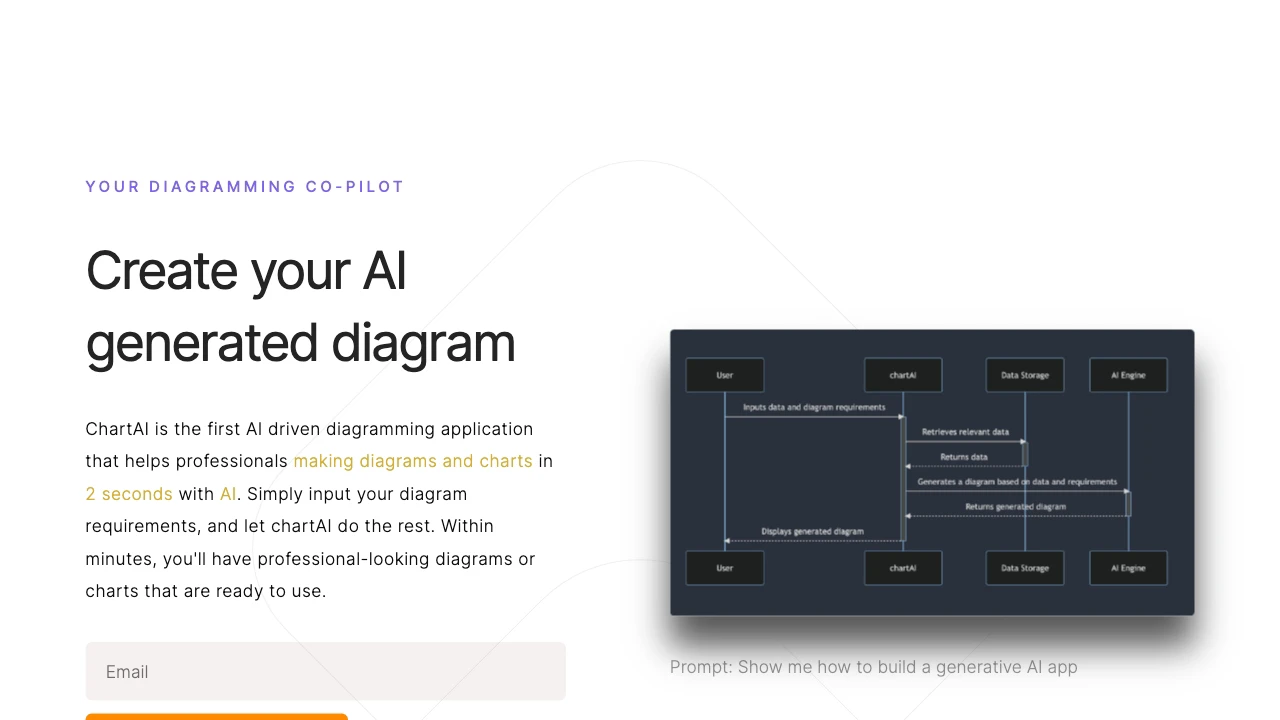 YOUR DIAGRAMMING CO-PILOT
Create your AI
generated diagram
ChartAI is the first AI driven diagramming application
that helps professionals making diagrams and charts in
2 seconds with AI. Simply input your diagram
requirements, and let chartAI do the rest. Within
minutes, you'll have professional-looking diagrams or
charts that are ready to use.
Email
User chartAI Data Storage AI Engine
Inputs data and diagram requirements
Retrieves relevant data
Returns data
Generates a diagram based on data and requirements
Returns generated diagram
Displays generated diagram
User chartAI Data Storage AI Engine
Prompt: Show me how to build a generative AI app